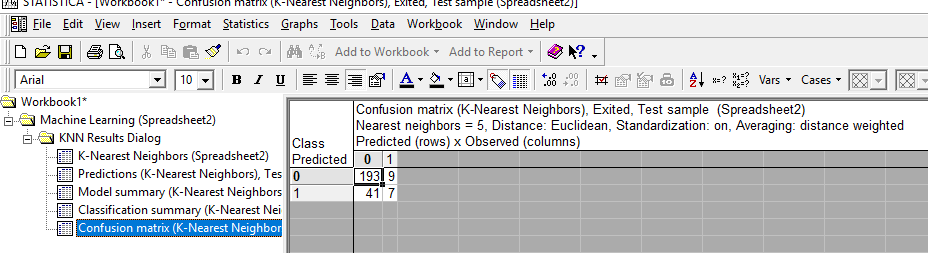 STATISTICA - [Workbook1* - Confusion matrix (K-Nearest Neighbors), Exited, Test sample (Spreadsheet2)]
File Edit View Insert Format Statistics Graphs Tools Data Workbook Window Help
Add to Workbook Add to Report
Arial 10 B I U Vars Cases
Workbook1*
Machine Learning (Spreadsheet2)
KNN Results Dialog
K-Nearest Neighbors (Spreadsheet2)
Predictions (K-Nearest Neighbors), Tes
Model summary (K-Nearest Neighbors
Classification summary (K-Nearest Nei
Confusion matrix (K-Nearest Neighbor
Confusion matrix (K-Nearest Neighbors), Exited, Test sample (Spreadsheet2)
Nearest neighbors = 5, Distance: Euclidean, Standardization: on, Averaging: distance weighted
Predicted (rows) x Observed (columns)
Class
Predicted 0 1
0 193 9
1 41 7